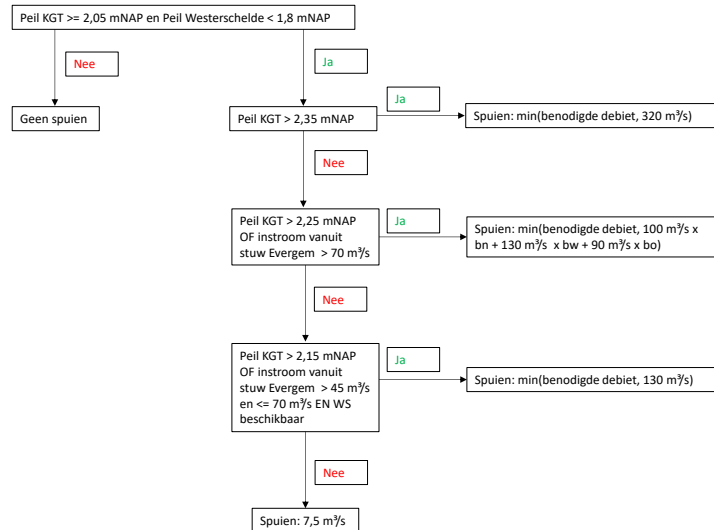 Peil KGT >= 2,05 mNAP en Peil Westerschelde < 1,8 mNAP
Nee
Ja
Geen spuien
Peil KGT > 2,35 mNAP
Ja
Spuien: min(benodigde debiet, 320 m³/s)
Nee
Peil KGT > 2,25 mNAP
OF instroom vanuit
stuw Evergem > 70 m³/s
Ja
Spuien: min(benodigde debiet, 100 m³/s x
bn + 130 m³/s x bw + 90 m³/s x bo)
Nee
Peil KGT > 2,15 mNAP
OF instroom vanuit
stuw Evergem > 45 m³/s
en <= 70 m³/s EN WS
beschikbaar
Ja
Spuien: min(benodigde debiet, 130 m³/s)
Nee
Spuien: 7,5 m³/s